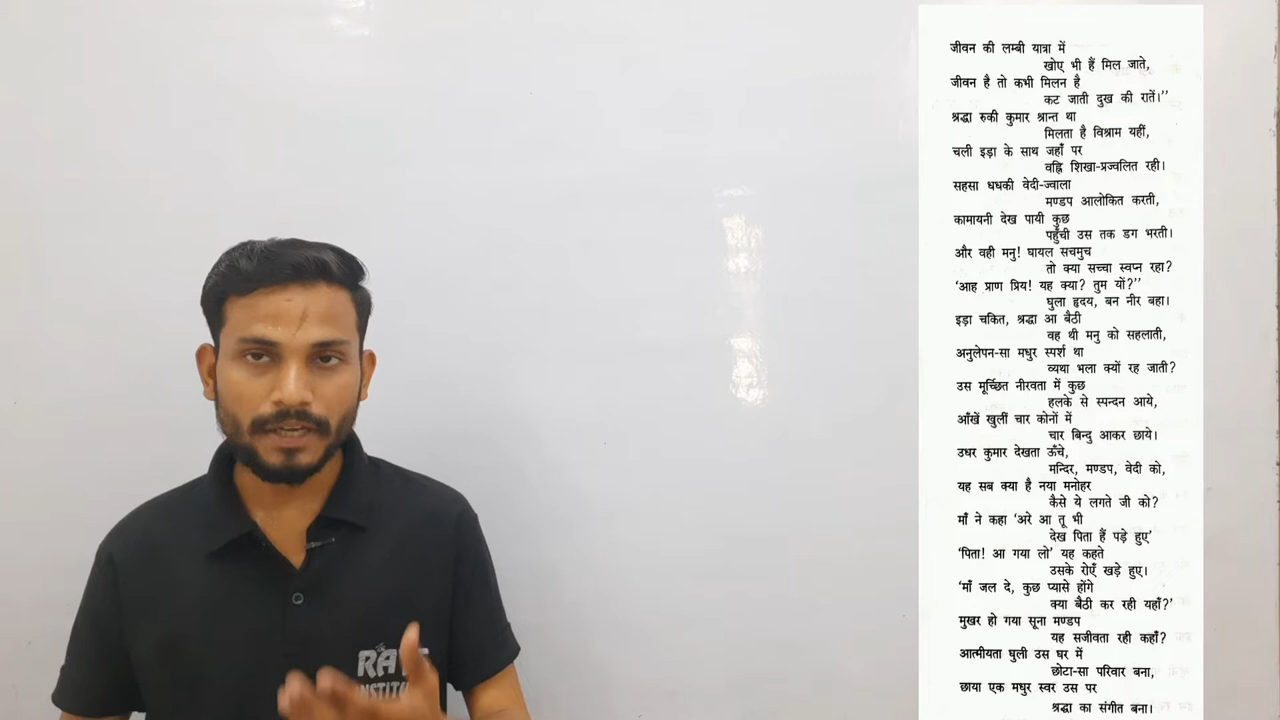 जीवन की लम्बी यात्रा में
खोए भी हैं मिल जाते,
जीवन है तो कभी मिलन है
कट जाती दुख की रातें।’’
श्रद्धा रुकी कुमार श्रान्त था
मिलता है विश्राम यहीं,
चली इड़ा के साथ जहाँ पर
वह्नि शिखा-प्रज्वलित रही।
सहसा धधकी वेदी-ज्वाला
मण्डप आलोकित करती,
कामायनी देख पायी कुछ
पहुँची उस तक डग भरती।
और वही मनु! घायल सचमुच
तो क्या सच्चा स्वप्न रहा?
‘आह प्राण प्रिय! यह क्या? तुम यों?’’
घुला हृदय, बन नीर बहा।
इड़ा चकित, श्रद्धा आ बैठी
वह थी मनु को सहलाती,
अनुलेपन-सा मधुर स्पर्श था
व्यथा भला क्यों रह जाती?
उस मूर्च्छित नीरवता में कुछ
हलके से स्पन्दन आये,
आँखें खुलीं चार कोनों में
चार बिन्दु आकर छाये।
उधर कुमार देखता ऊँचे,
मन्दिर, मण्डप, वेदी को,
यह सब क्या है नया मनोहर
कैसे ये लगते जी को?
माँ ने कहा ‘अरे आ तू भी
देख पिता हैं पड़े हुए’
‘पिता! आ गया लो’ यह कहते
उसके रोएँ खड़े हुए।
‘माँ जल दे, कुछ प्यासे होंगे
क्या बैठी कर रही यहाँ?’
मुखर हो गया सूना मण्डप
यह सजीवता रही कहाँ?
आत्मीयता घुली उस घर में
छोटा-सा परिवार बना,
छाया एक मधुर स्वर उस पर
श्रद्धा का संगीत बना।